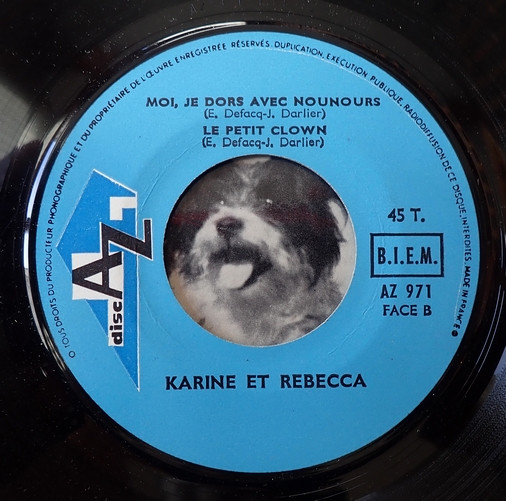 © TOUS DROITS DU PRODUCTEUR PHONOGRAPHIQUE ET DU PROPRIÉTAIRE DE L'ŒUVRE ENREGISTRÉE RÉSERVÉS. DUPLICATION, EXÉCUTION PUBLIQUE, RADIODIFFUSION DE CE DISQUE, INTERDITES. MADE IN FRANCE
MOI, JE DORS AVEC NOUNOURS
(E. Defacq-J. Darlier)
LE PETIT CLOWN
(E. Defacq-J. Darlier)
disc AZ
45 T.
B.I.E.M.
AZ 971
FACE B
KARINE ET REBECCA